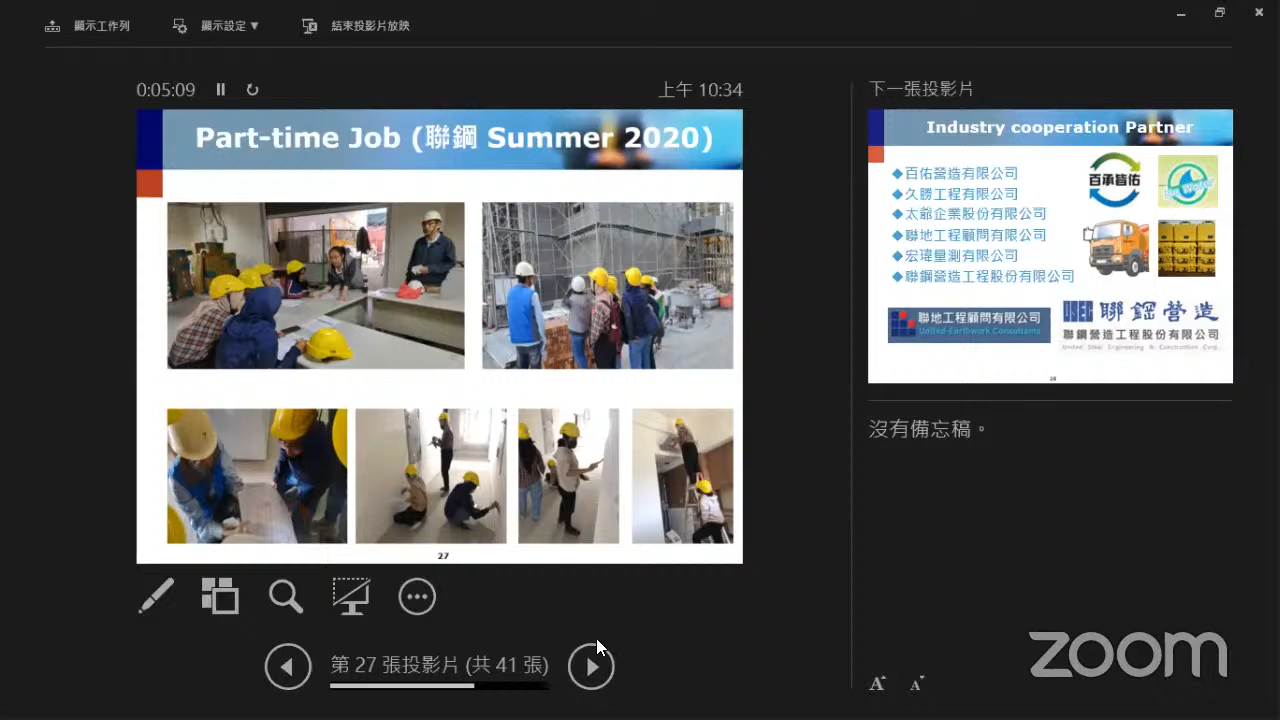 顯示工作列
顯示設定▼
結束投影片放映
0:05:09
上午 10:34
下一張投影片
Part-time Job (聯鋼 Summer 2020)
27
Industry cooperation Partner
◆百佑營造有限公司
◆久勝工程有限公司
◆太爺企業股份有限公司
◆聯地工程顧問有限公司
◆宏瑋量測有限公司
◆聯鋼營造工程股份有限公司
聯地工程顧問有限公司
United Earthwork Consultants
聯鋼營造
聯鋼營造工程股份有限公司
United Steel Engineering & Construction Corp.
28
沒有備忘稿。
第 27 張投影片 (共 41 張)
A A
zoom